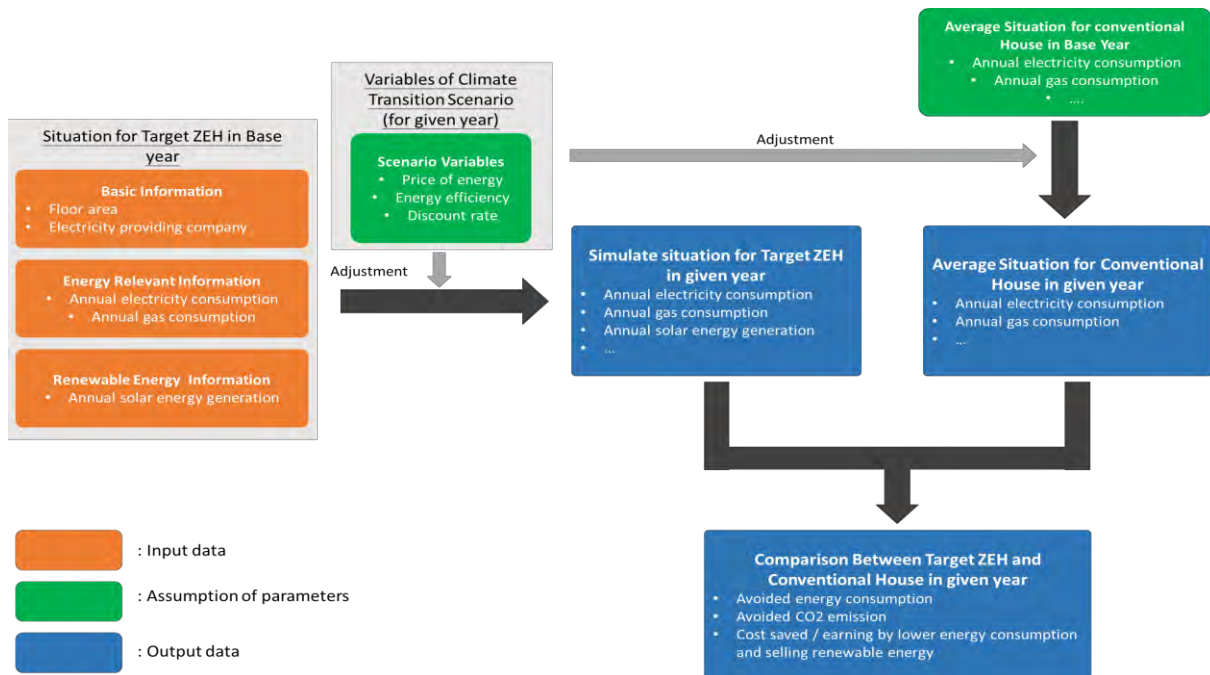 Situation for Target ZEH in Base
year
Basic Information
• Floor area
• Electricity providing company
Energy Relevant Information
• Annual electricity consumption
• Annual gas consumption
Renewable Energy Information
• Annual solar energy generation
Variables of Climate
Transition Scenario
(for given year)
Scenario Variables
• Price of energy
• Energy efficiency
• Discount rate
Adjustment
Adjustment
Average Situation for conventional
House in Base Year
• Annual electricity consumption
• Annual gas consumption
• ....
Simulate situation for Target ZEH
in given year
• Annual electricity consumption
• Annual gas consumption
• Annual solar energy generation
• ...
Average Situation for Conventional
House in given year
• Annual electricity consumption
• Annual gas consumption
• ...
Comparison Between Target ZEH and
Conventional House in given year
• Avoided energy consumption
• Avoided CO2 emission
• Cost saved / earning by lower energy consumption
and selling renewable energy
: Input data
: Assumption of parameters
: Output data